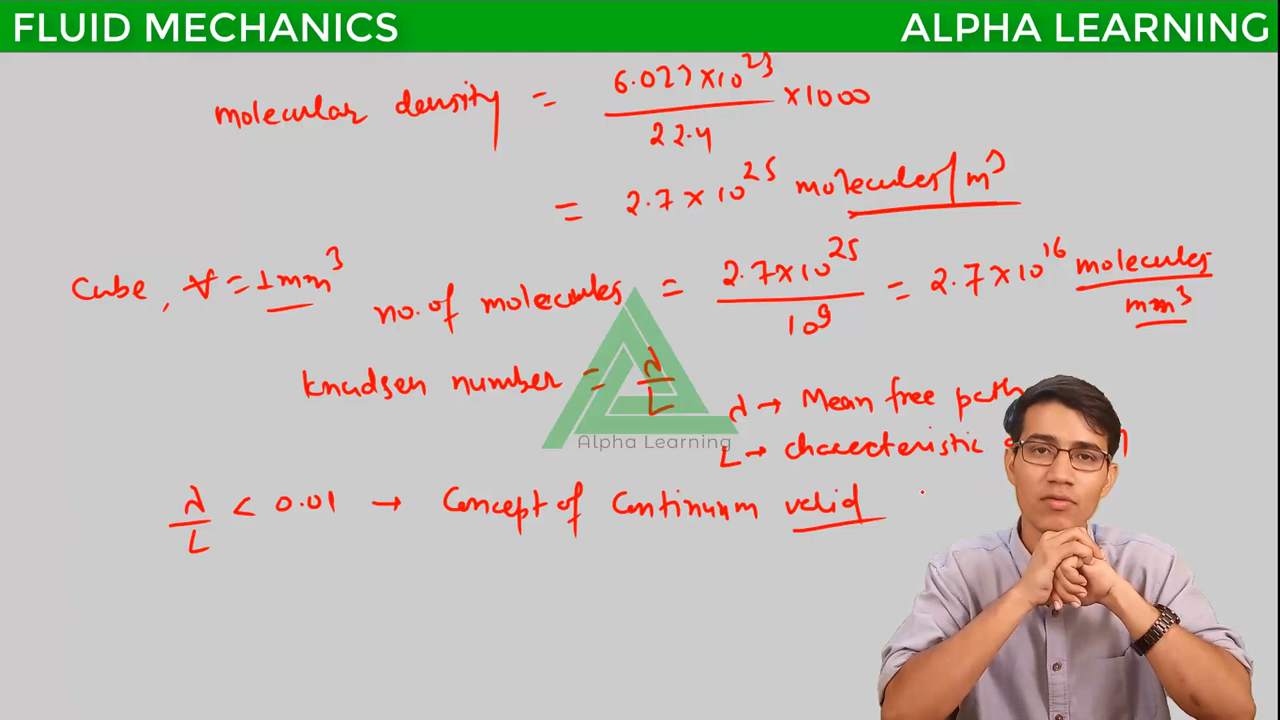 FLUID MECHANICS
ALPHA LEARNING
molecular density = 6.023×10^23 / 22.4 ×1000
= 2.7×10^25 molecules/m^3
Cube, V = 1mm^3
no. of molecules = 2.7×10^25 / 10^9 = 2.7×10^16 molecules / mm^3
Knudsen number = λ / L
λ → Mean free path
L → charecteristic
Alpha Learning
λ / L < 0.01 → Concept of Continuum valid